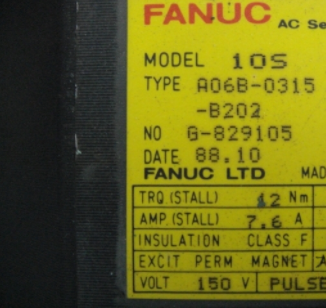 FANUC AC Se
MODEL 10S
TYPE A06B-0315
-B202
NO G-829105
DATE 88.10
FANUC LTD MAD
TRQ.(STALL) 12 Nm
AMP.(STALL) 7.6 A
INSULATION CLASS F
EXCIT PERM MAGNET
VOLT 150 V PULSE